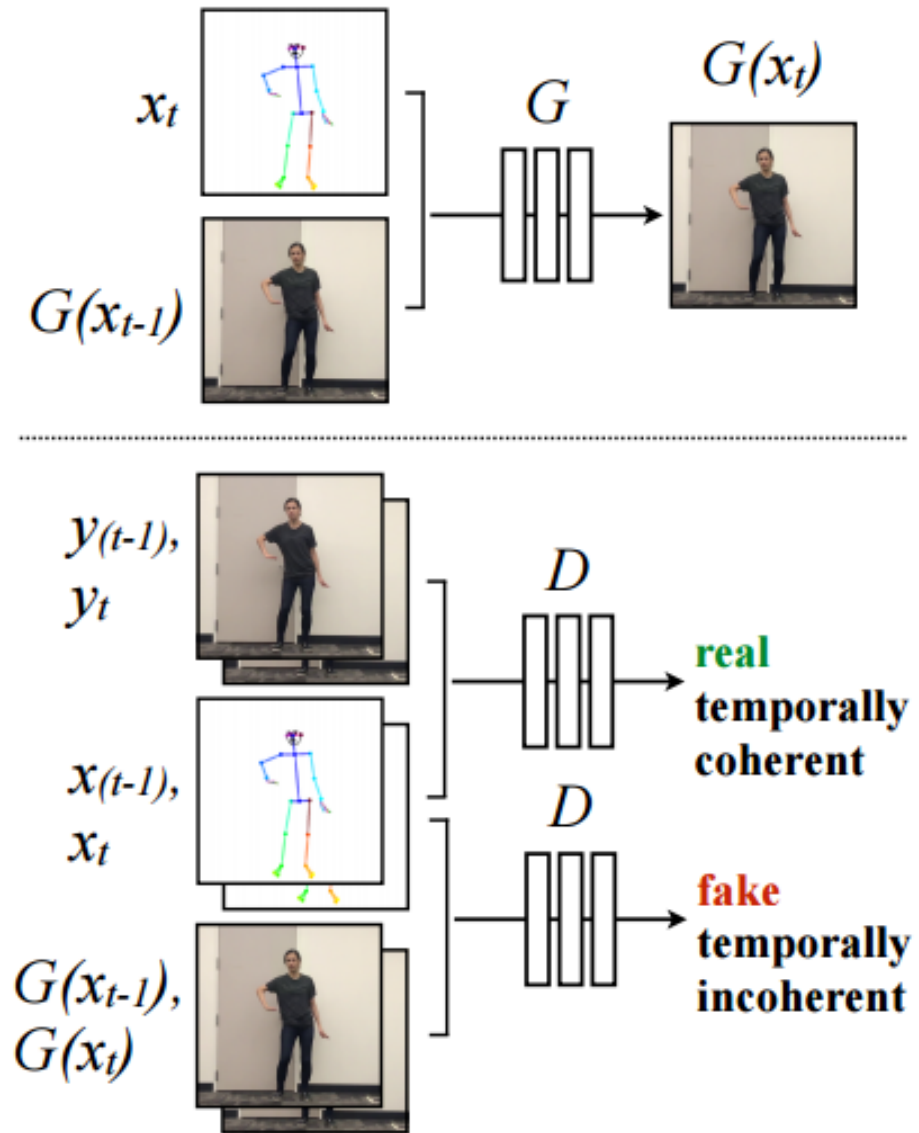 x_t
G
G(x_t)
G(x_{t-1})
y_{(t-1)},
y_t
D
real
temporally
coherent
x_{(t-1)},
x_t
D
fake
temporally
incoherent
G(x_{t-1}),
G(x_t)